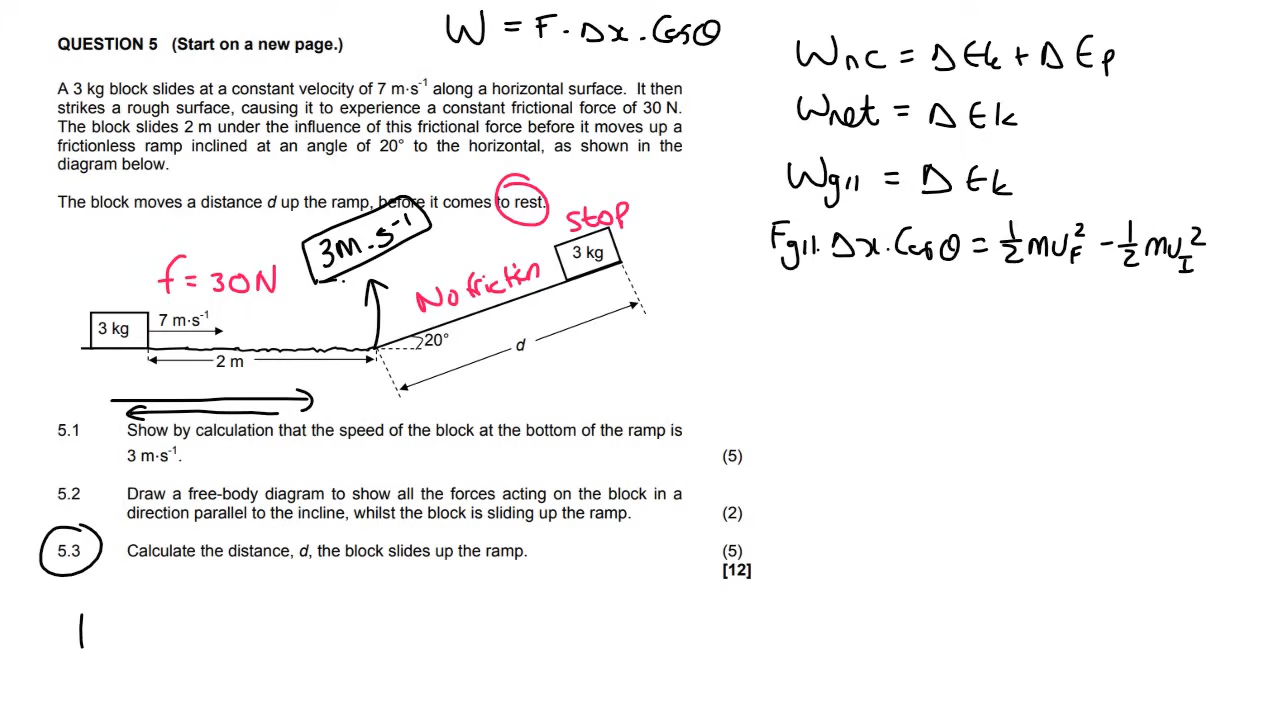 W = F · Δx · Cosθ
QUESTION 5 (Start on a new page.)
A 3 kg block slides at a constant velocity of 7 m·s⁻¹ along a horizontal surface. It then
strikes a rough surface, causing it to experience a constant frictional force of 30 N.
The block slides 2 m under the influence of this frictional force before it moves up a
frictionless ramp inclined at an angle of 20° to the horizontal, as shown in the
diagram below.
The block moves a distance d up the ramp, before it comes to rest.
3m·s⁻¹
stop
3 kg
f = 30N
No friction
3 kg
7 m·s⁻¹
20°
d
2 m
5.1 Show by calculation that the speed of the block at the bottom of the ramp is
3 m·s⁻¹. (5)
5.2 Draw a free-body diagram to show all the forces acting on the block in a
direction parallel to the incline, whilst the block is sliding up the ramp. (2)
5.3 Calculate the distance, d, the block slides up the ramp. (5)
[12]
Wnc = ΔEk + ΔEp
Wnet = ΔEk
Wg// = ΔEk
Fg//. Δx. Cosθ = ½mv_F² - ½mv_I²